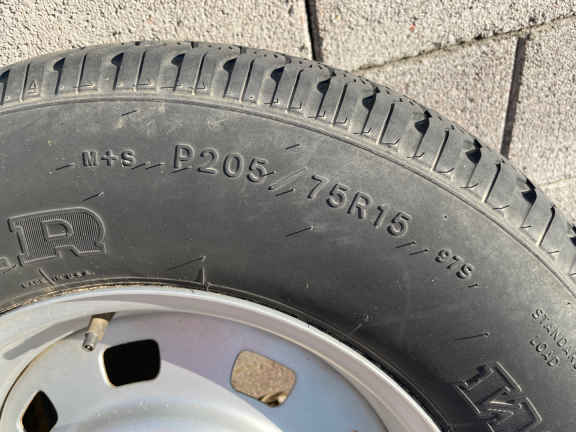 M+S P205/75R15 97S
STANDARD
LOAD
R